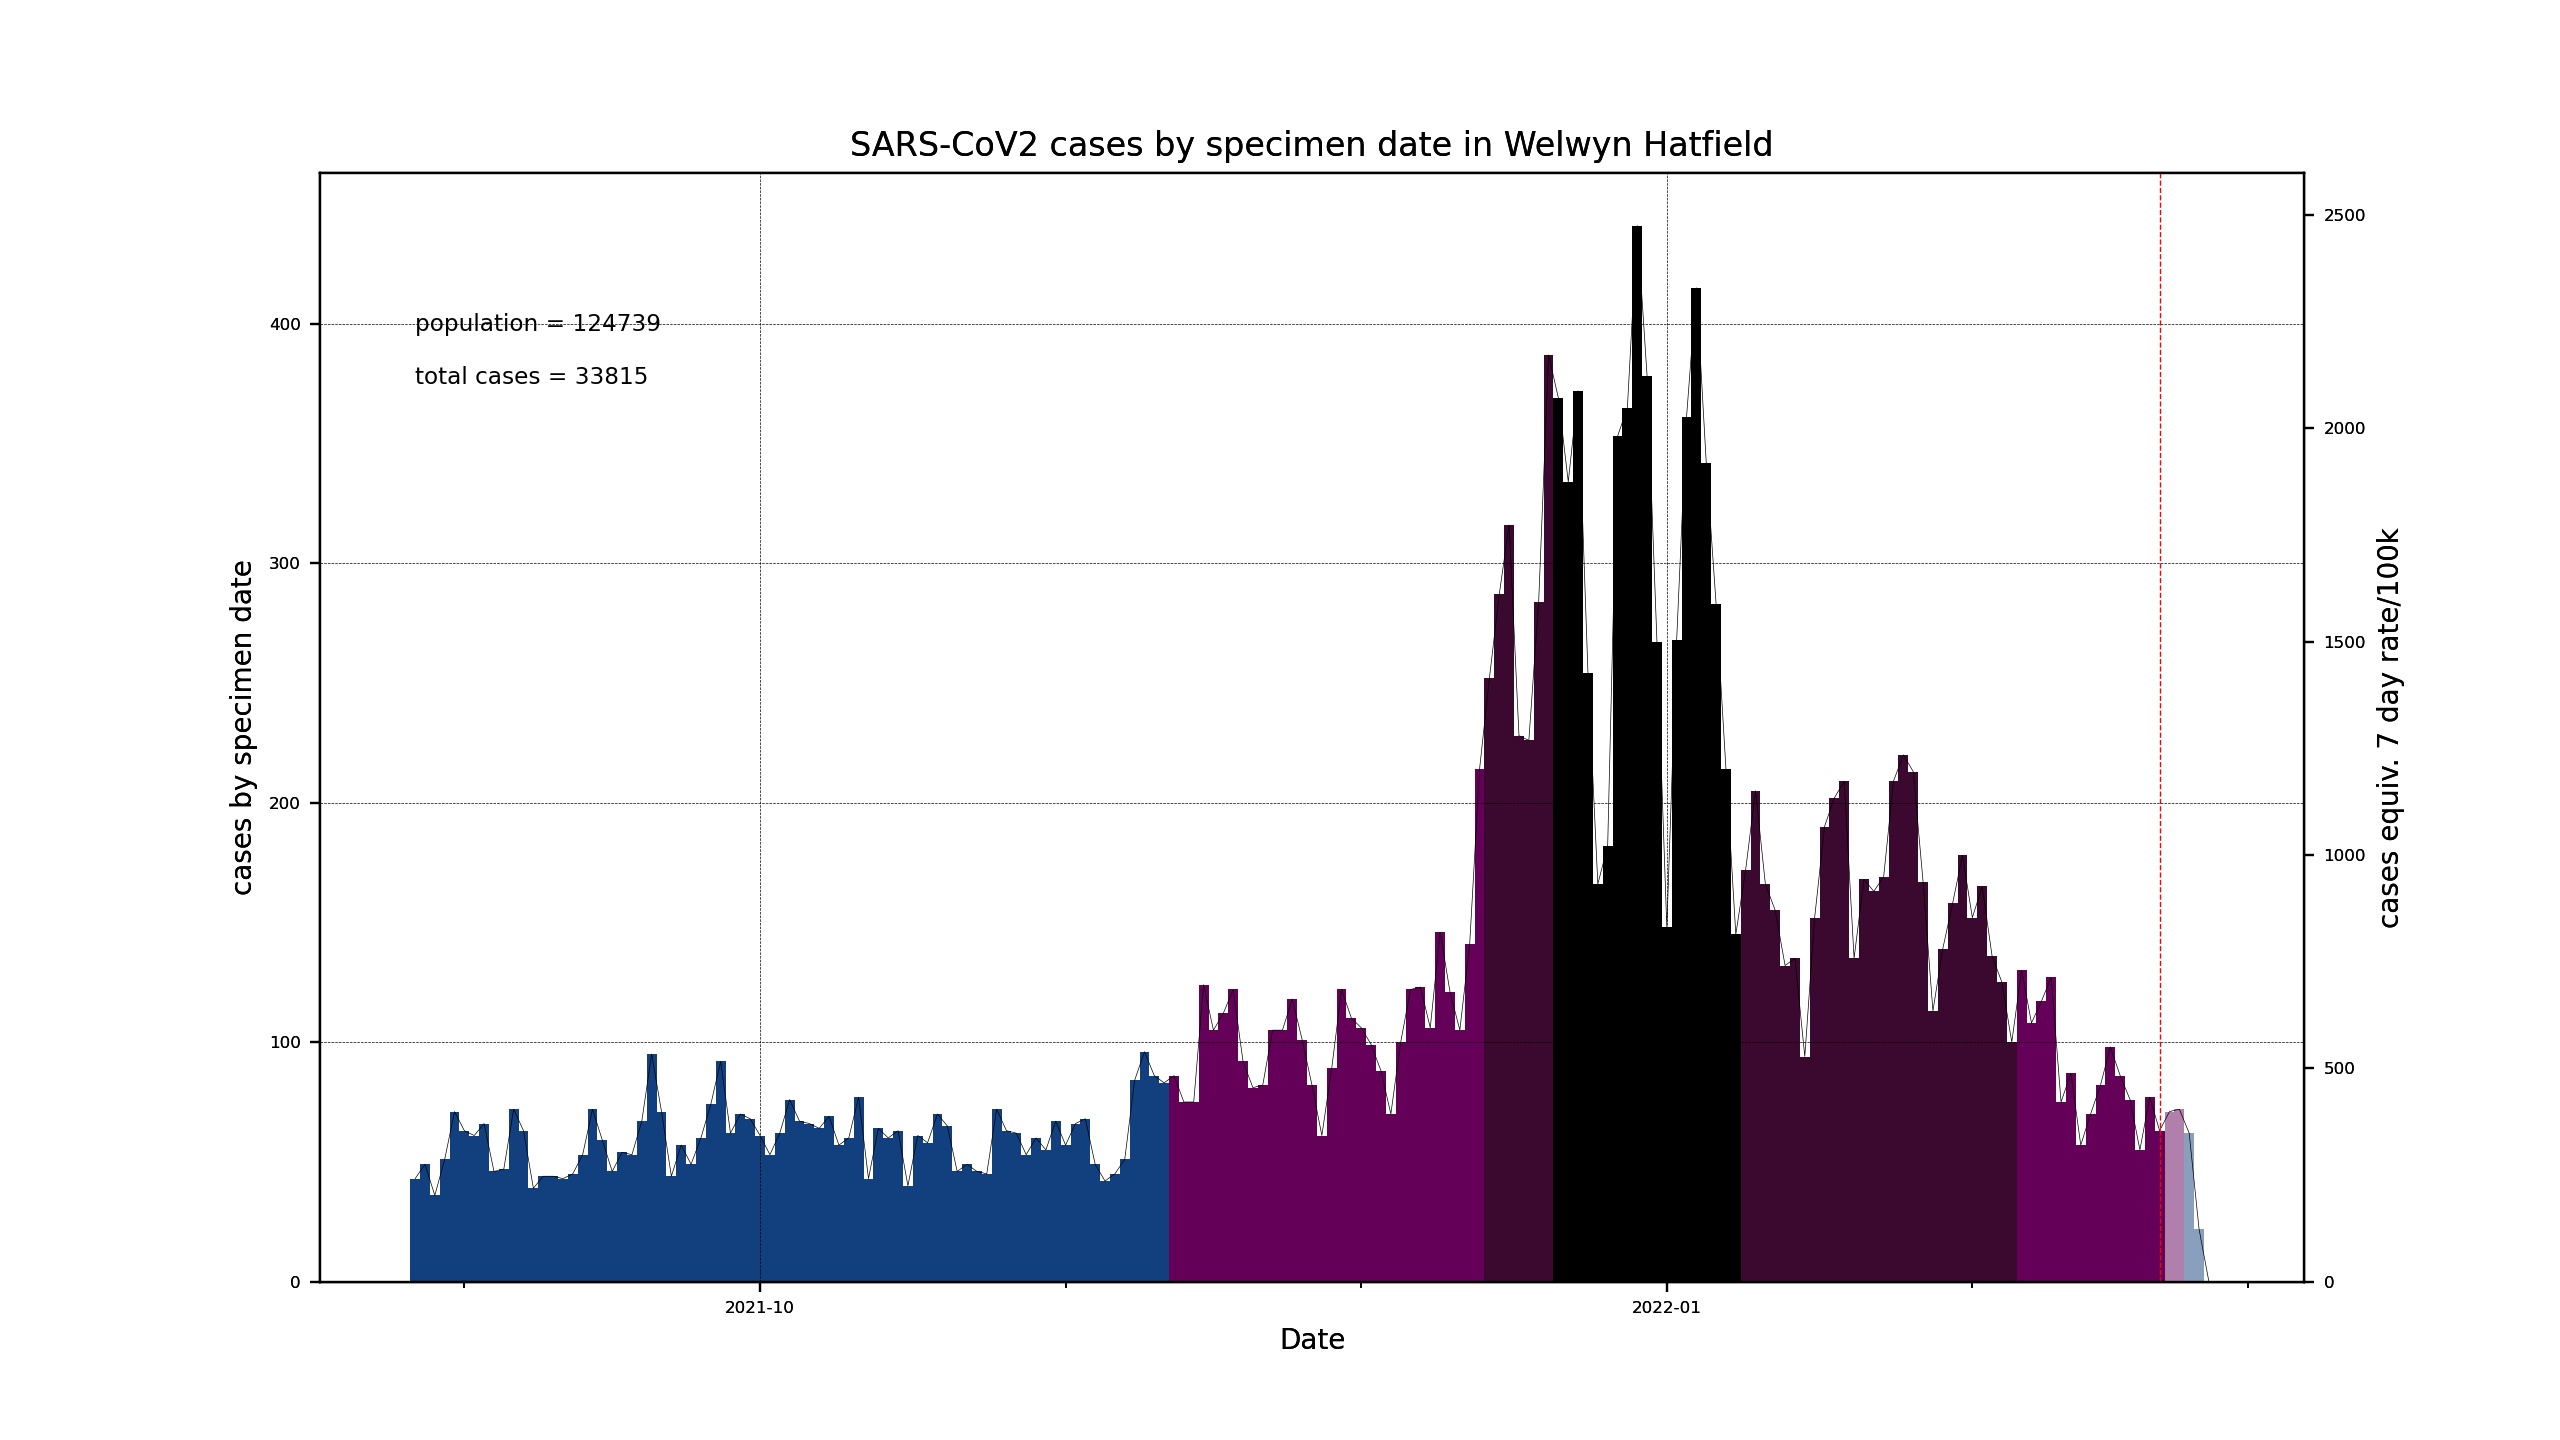 SARS-CoV2 cases by specimen date in Welwyn Hatfield
population = 124739
total cases = 33815
cases by specimen date
400
300
200
100
0
2500
2000
1500
1000
500
0
cases equiv. 7 day rate/100k
2021-10
2022-01
Date